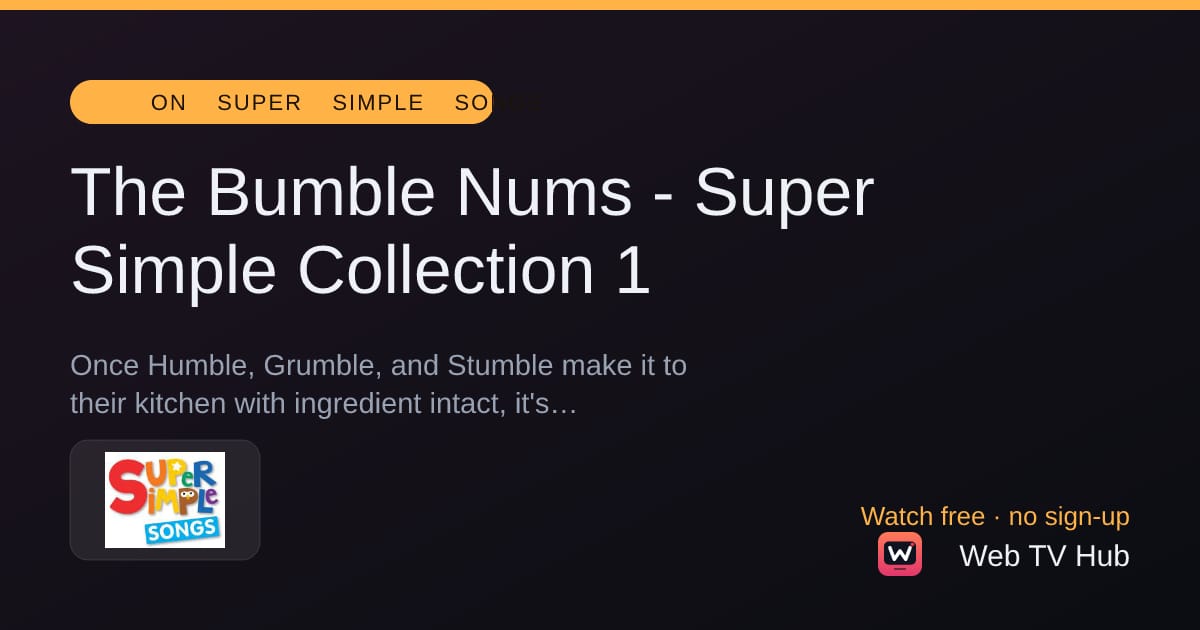 ON SUPER SIMPLE SONGS
The Bumble Nums - Super
Simple Collection 1
Once Humble, Grumble, and Stumble make it to
their kitchen with ingredient intact, it's…
SUPER
SiMPLe
SONGS
Watch free · no sign-up
W Web TV Hub